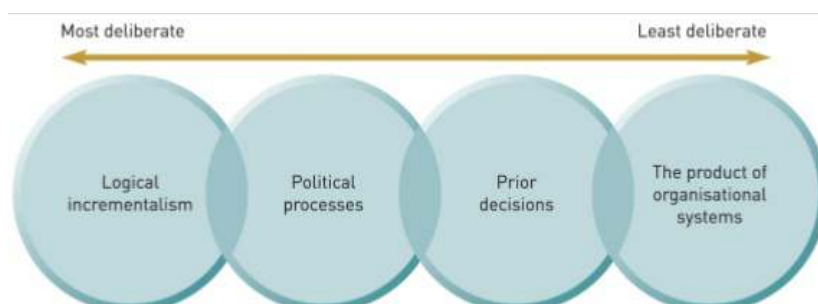 Most deliberate
Least deliberate
Logical
incrementalism
Political
processes
Prior
decisions
The product of
organisational
systems